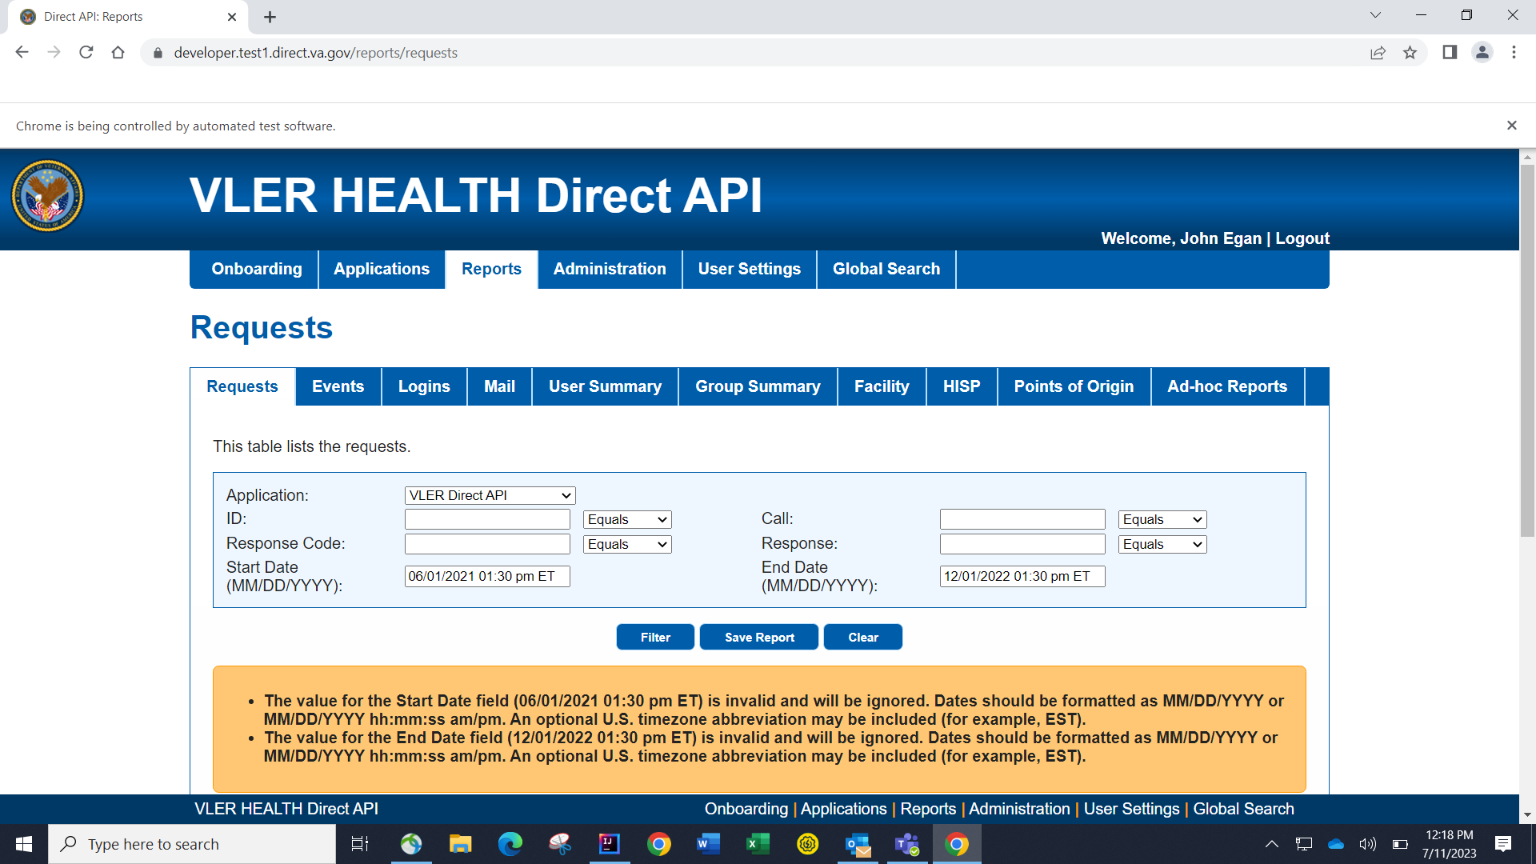 Direct API: Reports
developer.test1.direct.va.gov/reports/requests
Chrome is being controlled by automated test software.
VLER HEALTH Direct API
Welcome, John Egan | Logout
Onboarding Applications Reports Administration User Settings Global Search
Requests
Requests Events Logins Mail User Summary Group Summary Facility HISP Points of Origin Ad-hoc Reports
This table lists the requests.
Application: VLER Direct API
ID: Equals Call: Equals
Response Code: Equals Response: Equals
Start Date (MM/DD/YYYY): 06/01/2021 01:30 pm ET End Date (MM/DD/YYYY): 12/01/2022 01:30 pm ET
Filter Save Report Clear
• The value for the Start Date field (06/01/2021 01:30 pm ET) is invalid and will be ignored. Dates should be formatted as MM/DD/YYYY or
MM/DD/YYYY hh:mm:ss am/pm. An optional U.S. timezone abbreviation may be included (for example, EST).
• The value for the End Date field (12/01/2022 01:30 pm ET) is invalid and will be ignored. Dates should be formatted as MM/DD/YYYY or
MM/DD/YYYY hh:mm:ss am/pm. An optional U.S. timezone abbreviation may be included (for example, EST).
VLER HEALTH Direct API Onboarding | Applications | Reports | Administration | User Settings | Global Search
Type here to search
12:18 PM
7/11/2023